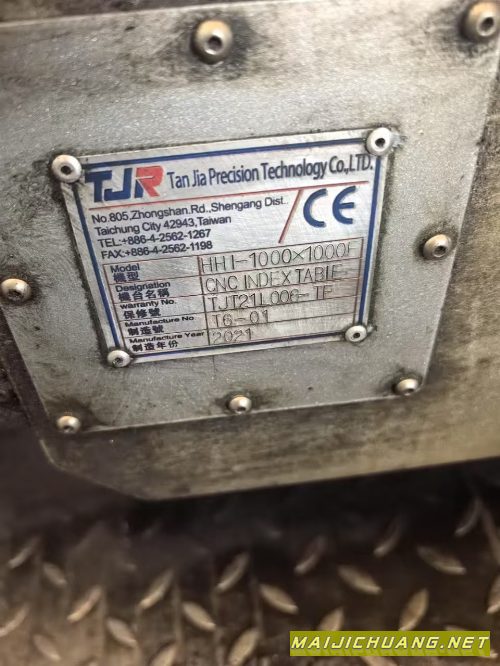 TJR Tan Jia Precision Technology Co,.LTD.
No.805,Zhongshan.Rd.,Shengang Dist.
Taichung City 42943,Taiwan
TEL:+886-4-2562-1267
FAX:+886-4-2562-1198
CE
Model HH1-1000×1000F
機型
Designation CNC INDEX TABLE
機台名稱
warranty No. TJT21L006-TF
保修號
Manufacture No T6-01
製造號
Manufacture Year 2021
製造年份
MAIJICHUANG.NET